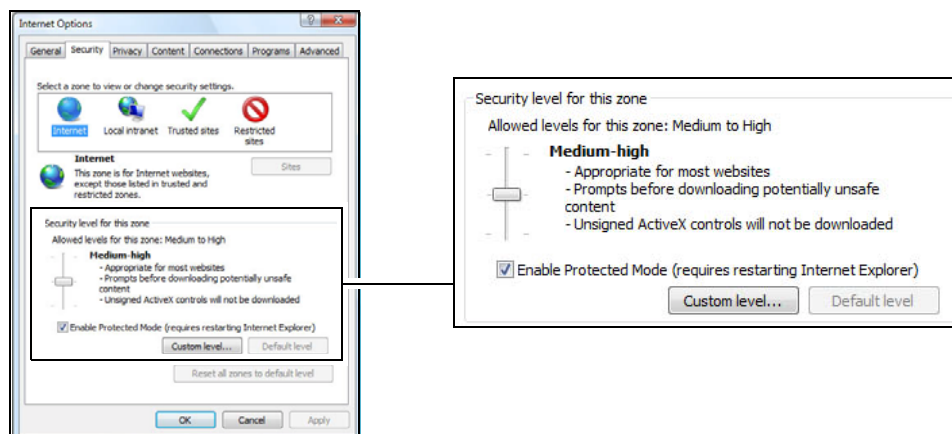 Internet Options
General Security Privacy Content Connections Programs Advanced
Select a zone to view or change security settings.
Internet Local intranet Trusted sites Restricted
sites
Internet
This zone is for Internet websites,
except those listed in trusted and
restricted zones.
Sites
Security level for this zone
Allowed levels for this zone: Medium to High
Medium-high
- Appropriate for most websites
- Prompts before downloading potentially unsafe
content
- Unsigned ActiveX controls will not be downloaded
Enable Protected Mode (requires restarting Internet Explorer)
Custom level... Default level
Reset all zones to default level
OK Cancel Apply
Security level for this zone
Allowed levels for this zone: Medium to High
Medium-high
- Appropriate for most websites
- Prompts before downloading potentially unsafe
content
- Unsigned ActiveX controls will not be downloaded
Enable Protected Mode (requires restarting Internet Explorer)
Custom level... Default level